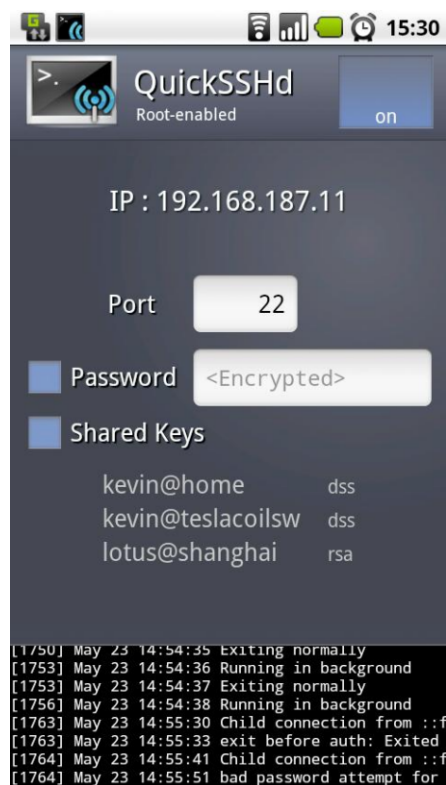 15:30
>.
QuickSSHd
Root-enabled
on
IP : 192.168.187.11
Port 22
Password <Encrypted>
Shared Keys
kevin@home dss
kevin@teslacoilsw dss
lotus@shanghai rsa
[1750] May 23 14:54:35 Exiting normally
[1753] May 23 14:54:36 Running in background
[1753] May 23 14:54:37 Exiting normally
[1756] May 23 14:54:38 Running in background
[1763] May 23 14:55:30 Child connection from ::f
[1763] May 23 14:55:33 exit before auth: Exited
[1764] May 23 14:55:41 Child connection from ::f
[1764] May 23 14:55:51 bad password attempt for